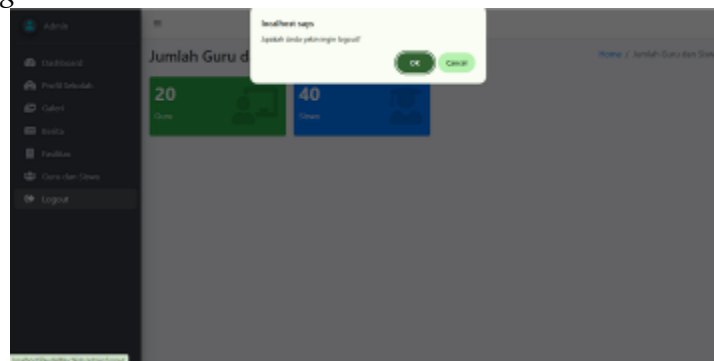 g
Admin
localhost says
Apakah Anda yakin ingin logout?
OK
Cancel
Jumlah Guru d
Home / Jumlah Guru dan Sisw
Dashboard
Profil Sekolah
Galeri
Berita
Fasilitas
Guru dan Siswa
Logout
20
Guru
40
Siswa